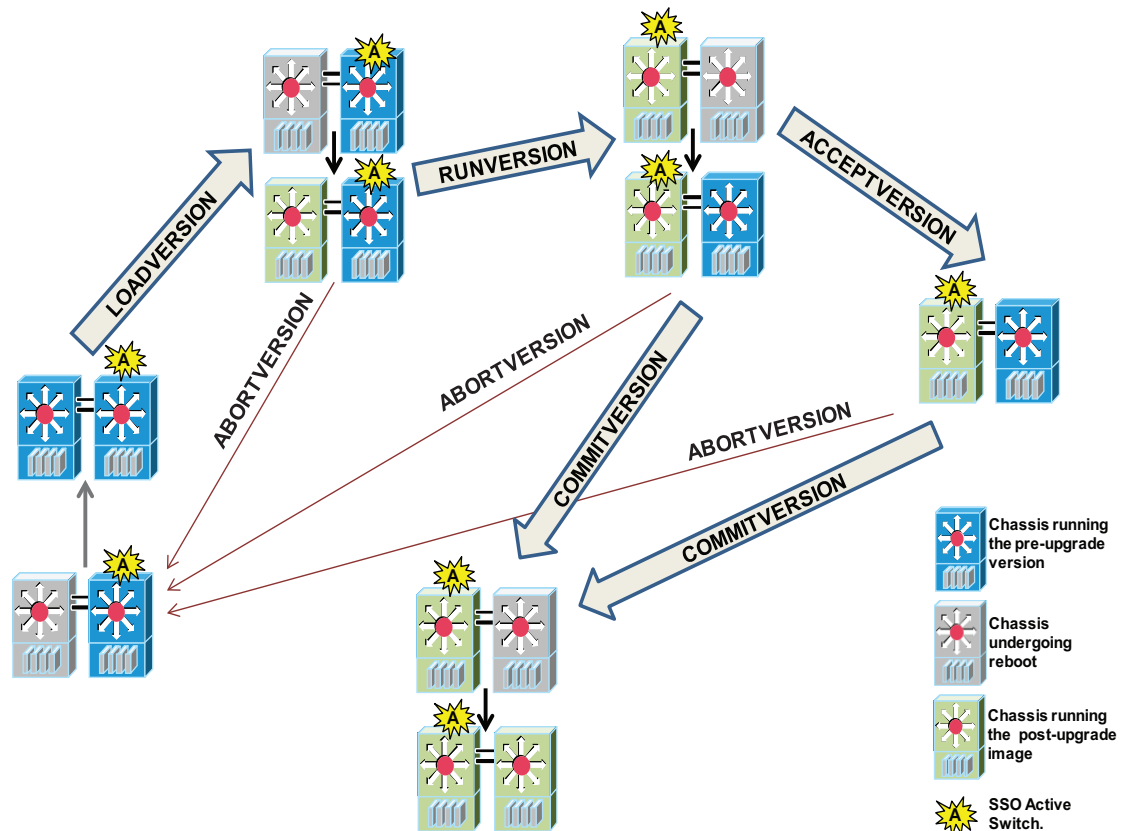 A
A
A
A
LOADVERSION
RUNVERSION
ACCEPTVERSION
A
A
ABORTVERSION
ABORTVERSION
COMMITVERSION
ABORTVERSION
COMMITVERSION
A
A
A
Chassis running
the pre-upgrade
version
Chassis
undergoing
reboot
Chassis running
the post-upgrade
image
A
SSO Active
Switch.